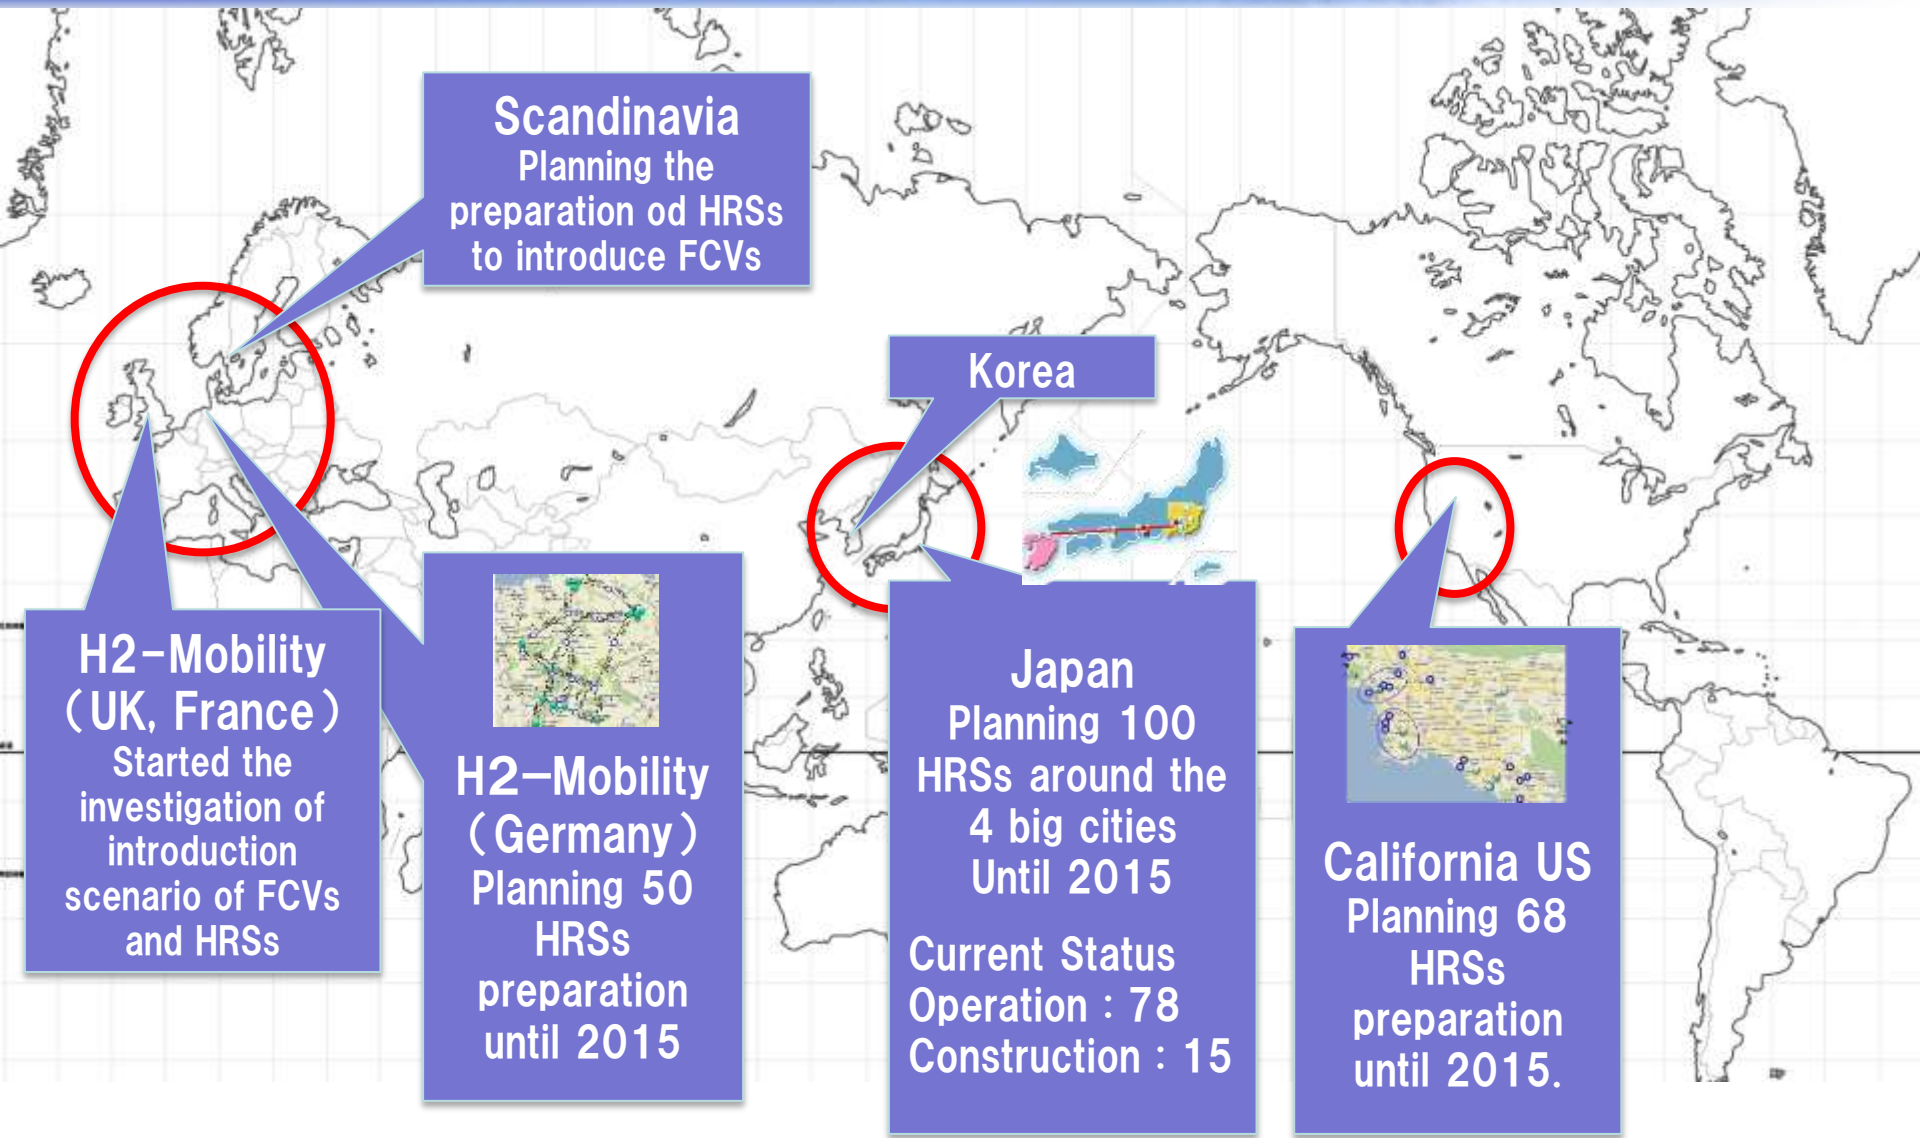 Scandinavia
Planning the
preparation od HRSs
to introduce FCVs
Korea
H2-Mobility
(UK, France)
Started the
investigation of
introduction
scenario of FCVs
and HRSs
H2-Mobility
(Germany)
Planning 50
HRSs
preparation
until 2015
Japan
Planning 100
HRSs around the
4 big cities
Until 2015
Current Status
Operation : 78
Construction : 15
California US
Planning 68
HRSs
preparation
until 2015.